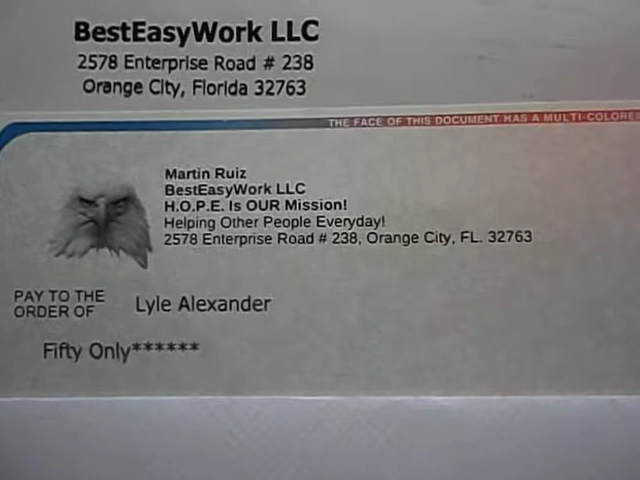 BestEasyWork LLC
2578 Enterprise Road # 238
Orange City, Florida 32763
THE FACE OF THIS DOCUMENT HAS A MULTI-COLORED
Martin Ruiz
BestEasyWork LLC
H.O.P.E. Is OUR Mission!
Helping Other People Everyday!
2578 Enterprise Road # 238, Orange City, FL. 32763
PAY TO THE
ORDER OF
Lyle Alexander
Fifty Only******